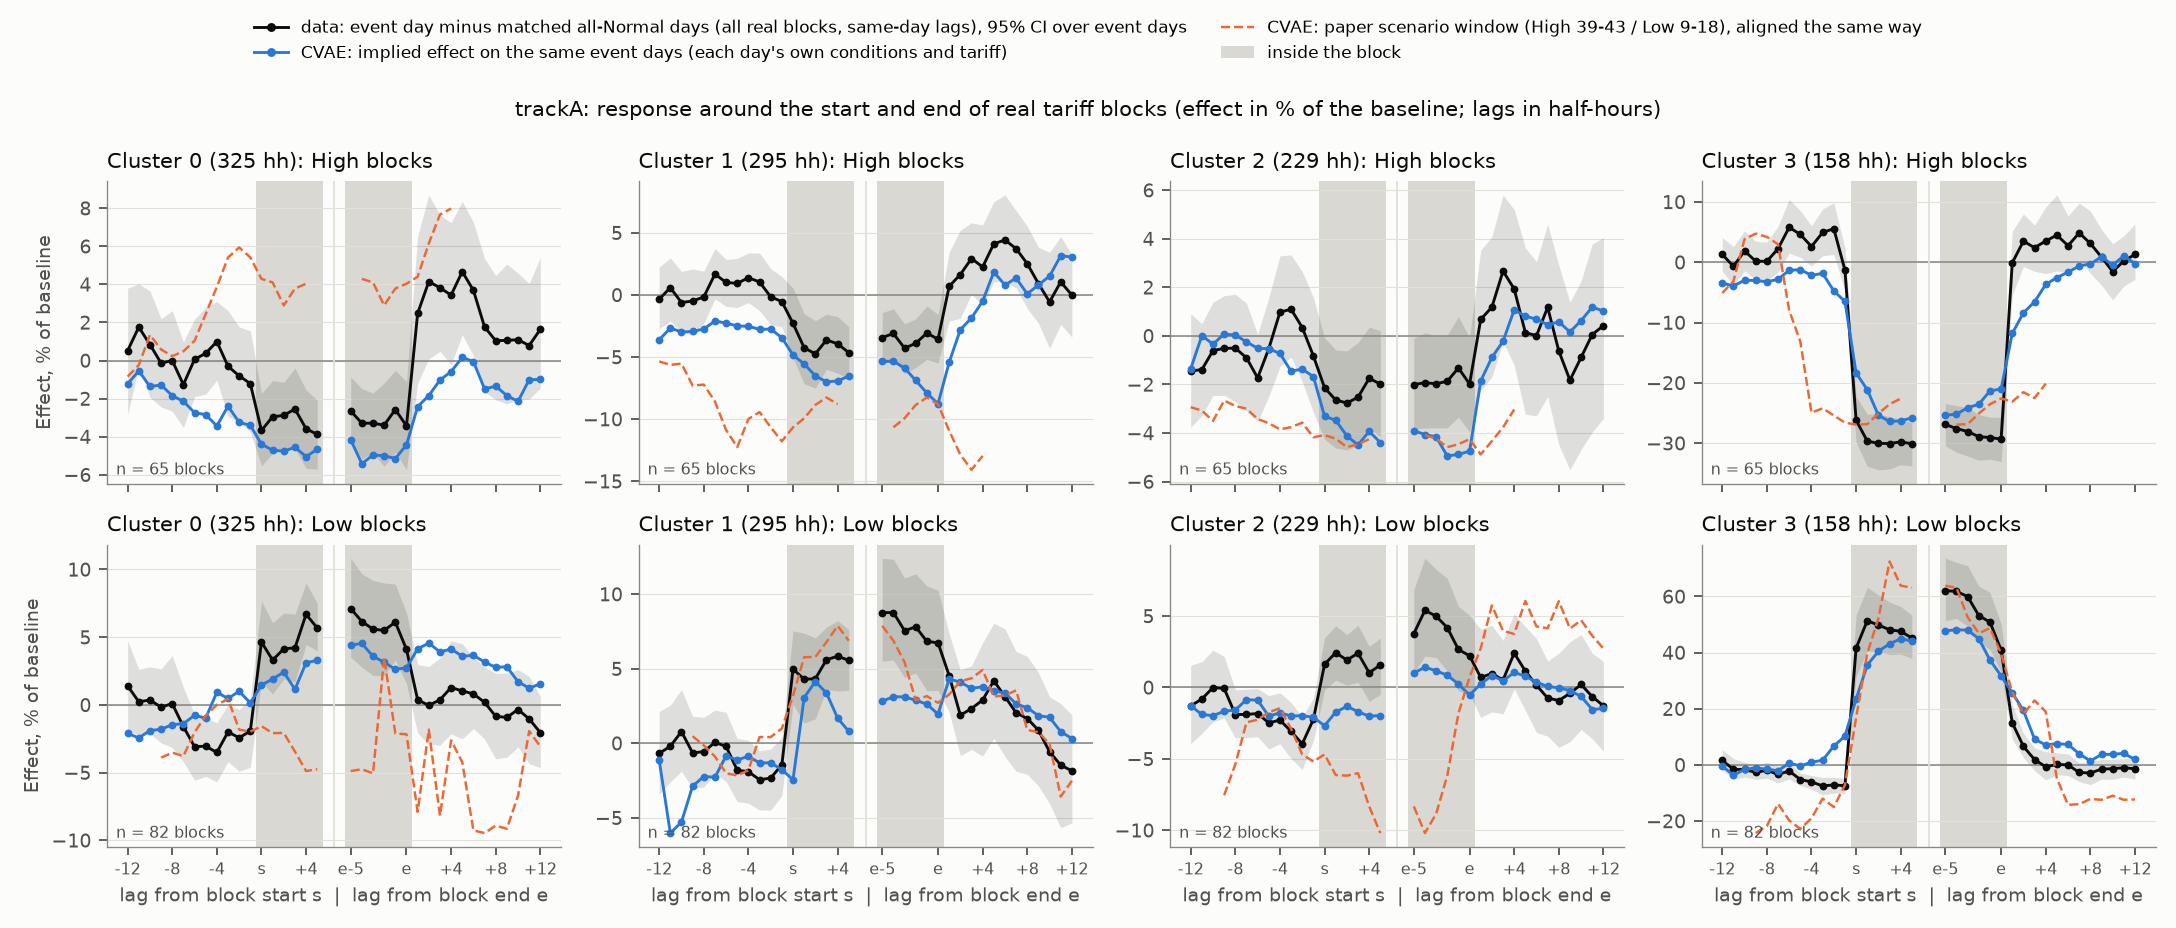 data: event day minus matched all-Normal days (all real blocks, same-day lags), 95% CI over event days
CVAE: implied effect on the same event days (each day's own conditions and tariff)
CVAE: paper scenario window (High 39-43 / Low 9-18), aligned the same way
inside the block
trackA: response around the start and end of real tariff blocks (effect in % of the baseline; lags in half-hours)
Cluster 0 (325 hh): High blocks
Effect, % of baseline
8
6
4
2
0
−2
−4
−6
n = 65 blocks
Cluster 1 (295 hh): High blocks
5
0
−5
−10
−15
n = 65 blocks
Cluster 2 (229 hh): High blocks
6
4
2
0
−2
−4
−6
n = 65 blocks
Cluster 3 (158 hh): High blocks
10
0
−10
−20
−30
n = 65 blocks
Cluster 0 (325 hh): Low blocks
Effect, % of baseline
10
5
0
−5
−10
n = 82 blocks
-12 -8 -4 s +4 e-5 e +4 +12
lag from block start s | lag from block end e
Cluster 1 (295 hh): Low blocks
10
5
0
−5
n = 82 blocks
-12 -8 -4 s +4 e-5 e +4 +12
lag from block start s | lag from block end e
Cluster 2 (229 hh): Low blocks
5
0
−5
−10
n = 82 blocks
-12 -8 -4 s +4 e-5 e +4 +12
lag from block start s | lag from block end e
Cluster 3 (158 hh): Low blocks
60
40
20
0
−20
n = 82 blocks
-12 -8 -4 s +4 e-5 e +4 +12
lag from block start s | lag from block end e